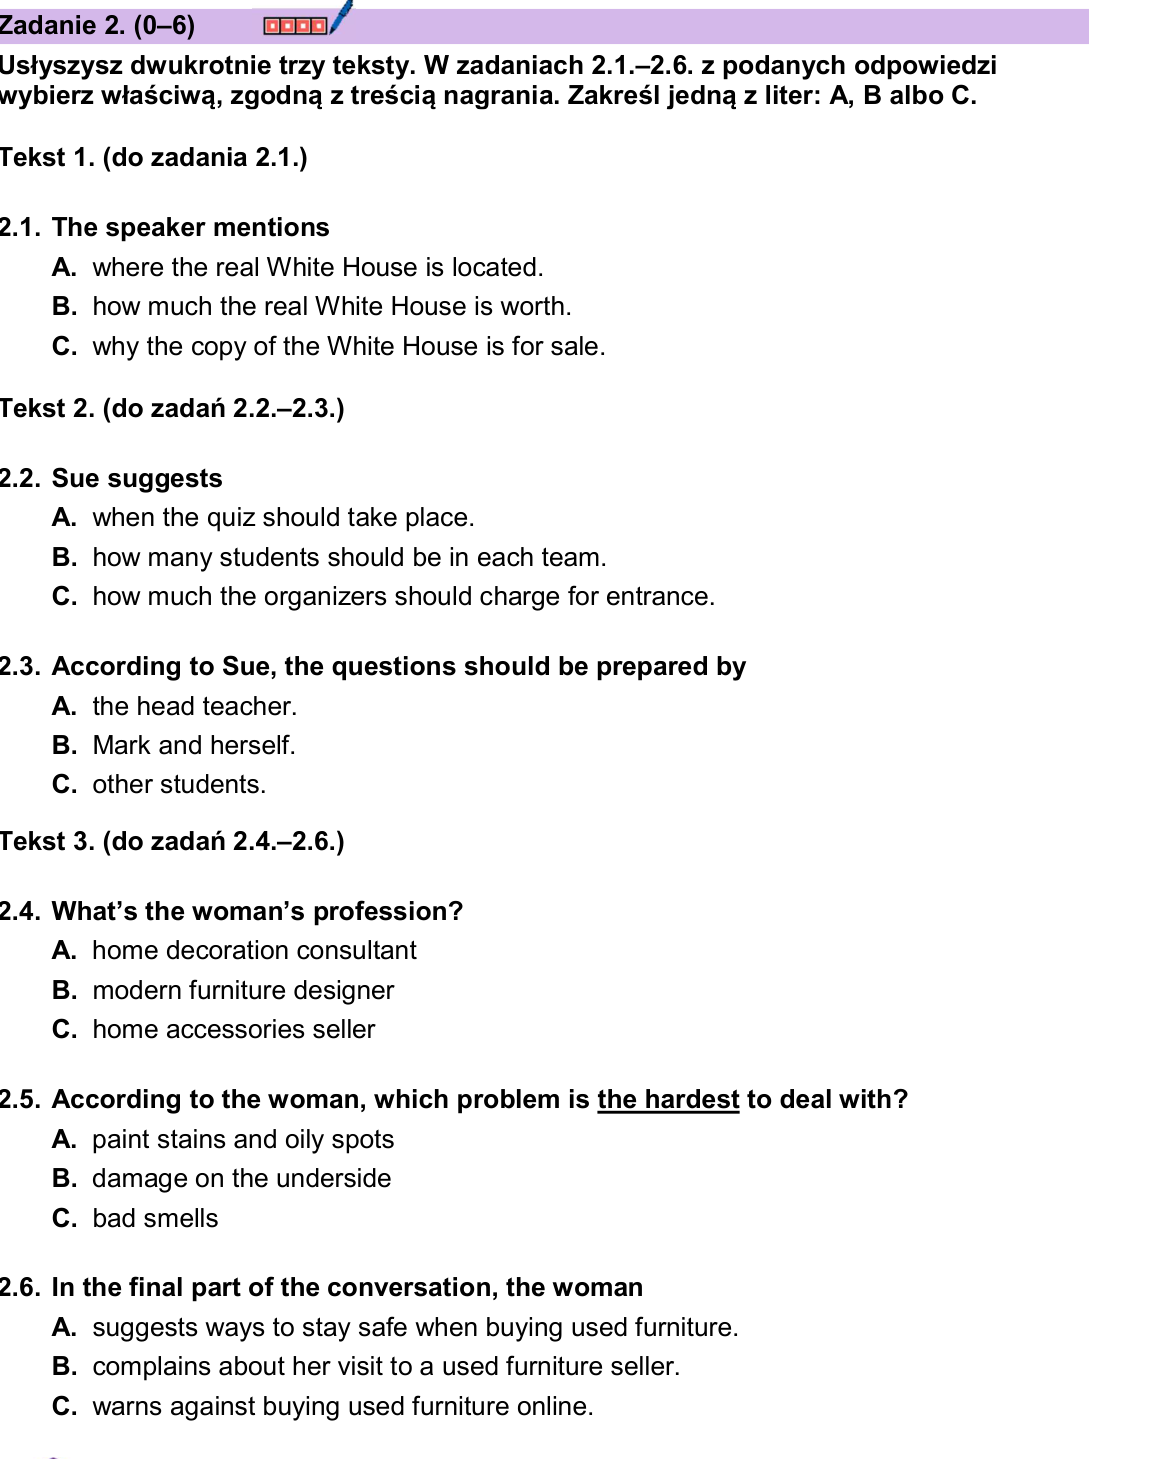 Zadanie 2. (0–6)
Usłyszysz dwukrotnie trzy teksty. W zadaniach 2.1.–2.6. z podanych odpowiedzi
wybierz właściwą, zgodną z treścią nagrania. Zakreśl jedną z liter: A, B albo C.
Tekst 1. (do zadania 2.1.)
2.1. The speaker mentions
A. where the real White House is located.
B. how much the real White House is worth.
C. why the copy of the White House is for sale.
Tekst 2. (do zadań 2.2.–2.3.)
2.2. Sue suggests
A. when the quiz should take place.
B. how many students should be in each team.
C. how much the organizers should charge for entrance.
2.3. According to Sue, the questions should be prepared by
A. the head teacher.
B. Mark and herself.
C. other students.
Tekst 3. (do zadań 2.4.–2.6.)
2.4. What’s the woman’s profession?
A. home decoration consultant
B. modern furniture designer
C. home accessories seller
2.5. According to the woman, which problem is the hardest to deal with?
A. paint stains and oily spots
B. damage on the underside
C. bad smells
2.6. In the final part of the conversation, the woman
A. suggests ways to stay safe when buying used furniture.
B. complains about her visit to a used furniture seller.
C. warns against buying used furniture online.